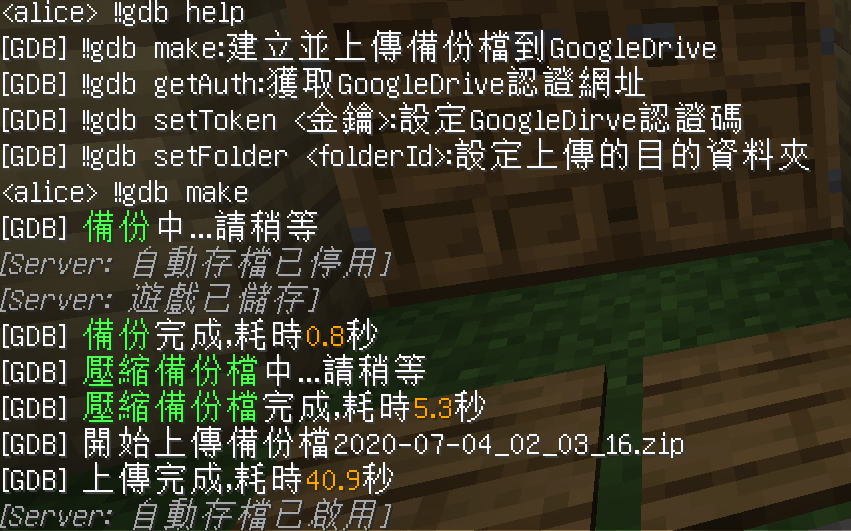 <alice> !!gdb help
[GDB] !!gdb make:建立並上傳備份檔到GoogleDrive
[GDB] !!gdb getAuth:獲取GoogleDrive認證網址
[GDB] !!gdb setToken <金鑰>:設定GoogleDirve認證碼
[GDB] !!gdb setFolder <folderId>:設定上傳的目的資料夾
<alice> !!gdb make
[GDB] 備份中...請稍等
[Server: 自動存檔已停用]
[Server: 遊戲已儲存]
[GDB] 備份完成,耗時0.8秒
[GDB] 壓縮備份檔中...請稍等
[GDB] 壓縮備份檔完成,耗時5.3秒
[GDB] 開始上傳備份檔2020-07-04_02_03_16.zip
[GDB] 上傳完成,耗時40.9秒
[Server: 自動存檔已啟用]